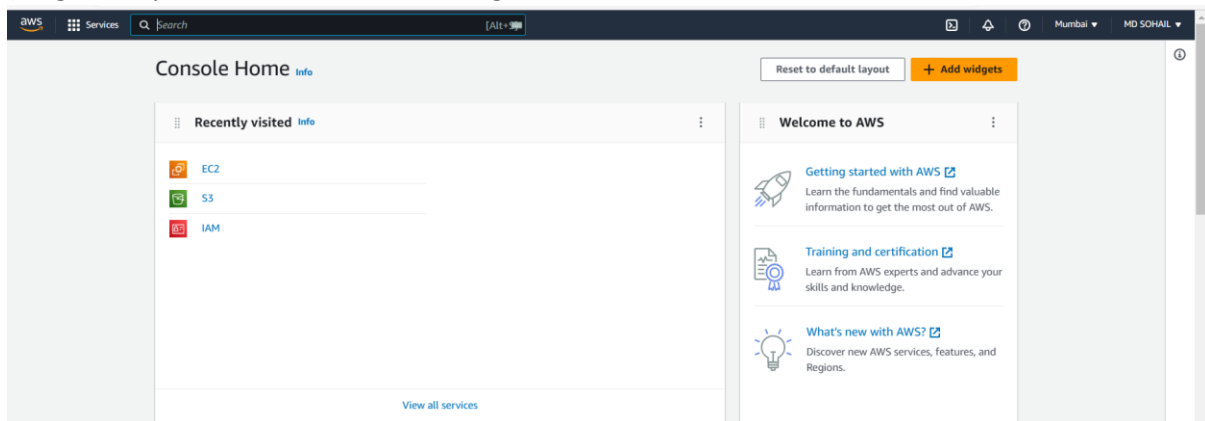 aws Services Search [Alt+S] Mumbai ▼ MD SOHAIL ▼
Console Home Info
Reset to default layout + Add widgets
Recently visited Info
EC2
S3
IAM
View all services
Welcome to AWS
Getting started with AWS
Learn the fundamentals and find valuable
information to get the most out of AWS.
Training and certification
Learn from AWS experts and advance your
skills and knowledge.
What's new with AWS?
Discover new AWS services, features, and
Regions.